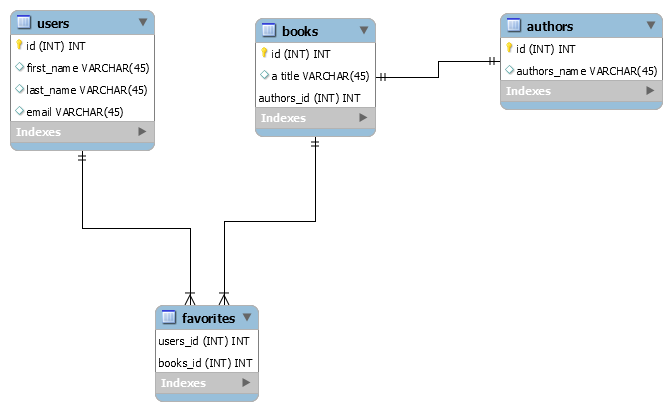 users
id (INT) INT
first_name VARCHAR(45)
last_name VARCHAR(45)
email VARCHAR(45)
Indexes
books
id (INT) INT
a title VARCHAR(45)
authors_id (INT) INT
Indexes
authors
id (INT) INT
authors_name VARCHAR(45)
Indexes
favorites
users_id (INT) INT
books_id (INT) INT
Indexes